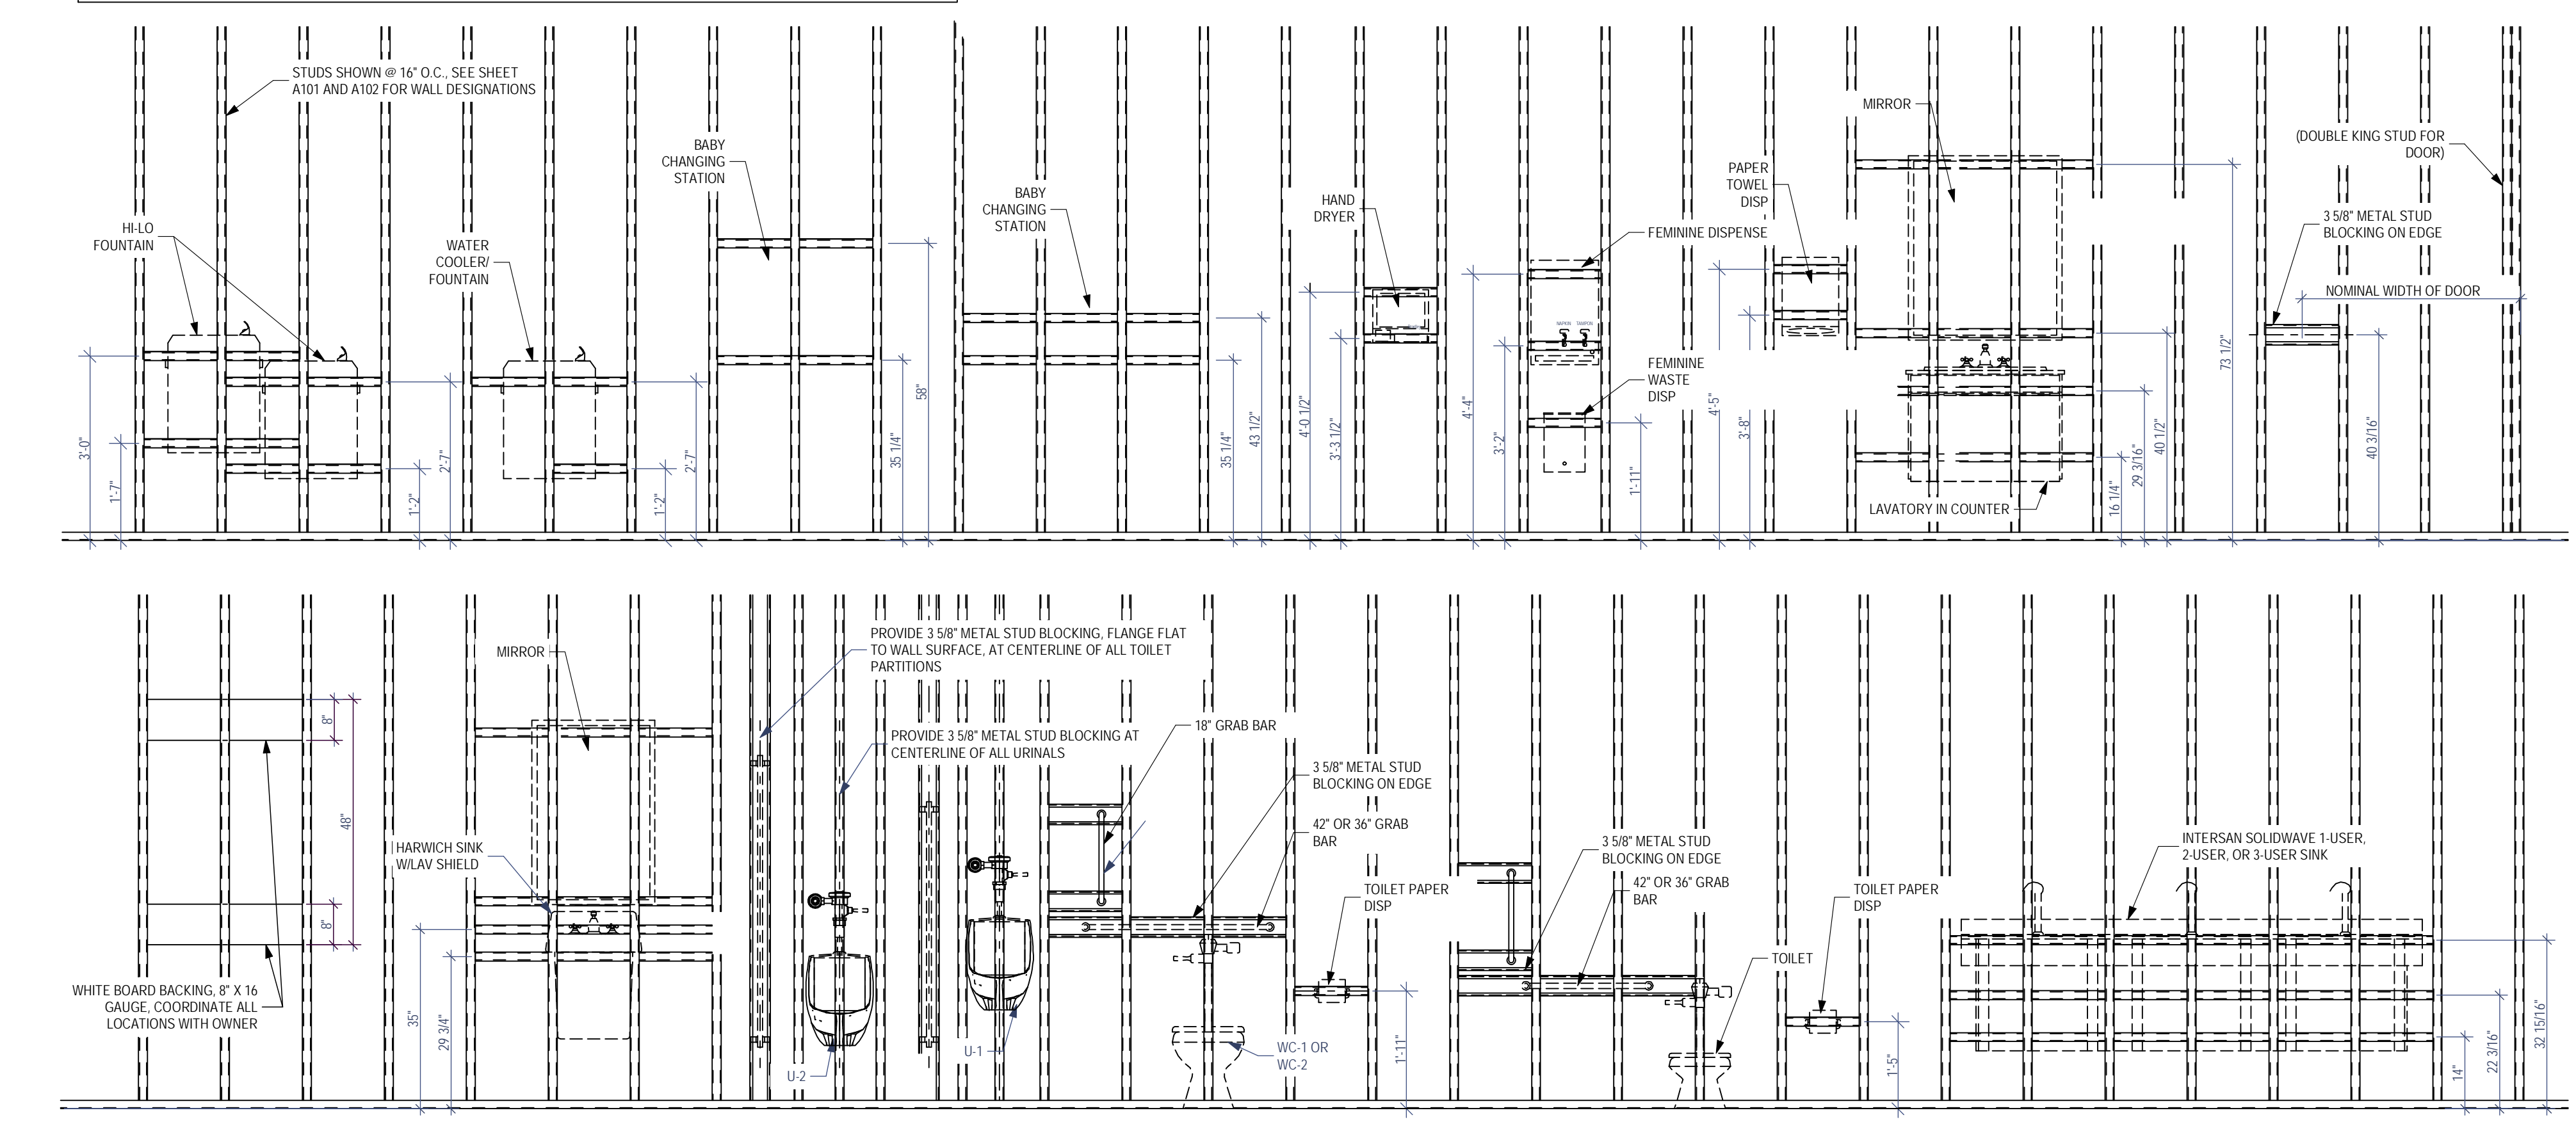 STUDS SHOWN @ 16" O.C., SEE SHEET
A101 AND A102 FOR WALL DESIGNATIONS
HI-LO
FOUNTAIN
WATER
COOLER/
FOUNTAIN
BABY
CHANGING
STATION
BABY
CHANGING
STATION
HAND
DRYER
FEMININE DISPENSE
NAPKIN TAMPON
FEMININE
WASTE
DISP
PAPER
TOWEL
DISP
MIRROR
LAVATORY IN COUNTER
(DOUBLE KING STUD FOR
DOOR)
3 5/8" METAL STUD
BLOCKING ON EDGE
NOMINAL WIDTH OF DOOR
3'-0"
1'-7"
1'-2"
2'-7"
1'-2"
2'-7"
35 1/4"
58"
35 1/4"
43 1/2"
4'-0 1/2"
3'-3 1/2"
4'-4"
3'-2"
1'-11"
4'-5"
3'-8"
16 1/4"
29 3/16"
40 1/2"
73 1/2"
40 3/16"
8"
48"
8"
WHITE BOARD BACKING, 8" X 16
GAUGE, COORDINATE ALL
LOCATIONS WITH OWNER
MIRROR
HARWICH SINK
W/LAV SHIELD
35"
29 3/4"
PROVIDE 3 5/8" METAL STUD BLOCKING, FLANGE FLAT
TO WALL SURFACE, AT CENTERLINE OF ALL TOILET
PARTITIONS
PROVIDE 3 5/8" METAL STUD BLOCKING AT
CENTERLINE OF ALL URINALS
U-2
U-1
18" GRAB BAR
3 5/8" METAL STUD
BLOCKING ON EDGE
42" OR 36" GRAB
BAR
TOILET PAPER
DISP
WC-1 OR
WC-2
1'-11"
3 5/8" METAL STUD
BLOCKING ON EDGE
42" OR 36" GRAB
BAR
TOILET
TOILET PAPER
DISP
1'-5"
INTERSAN SOLIDWAVE 1-USER,
2-USER, OR 3-USER SINK
14"
22 3/16"
32 15/16"